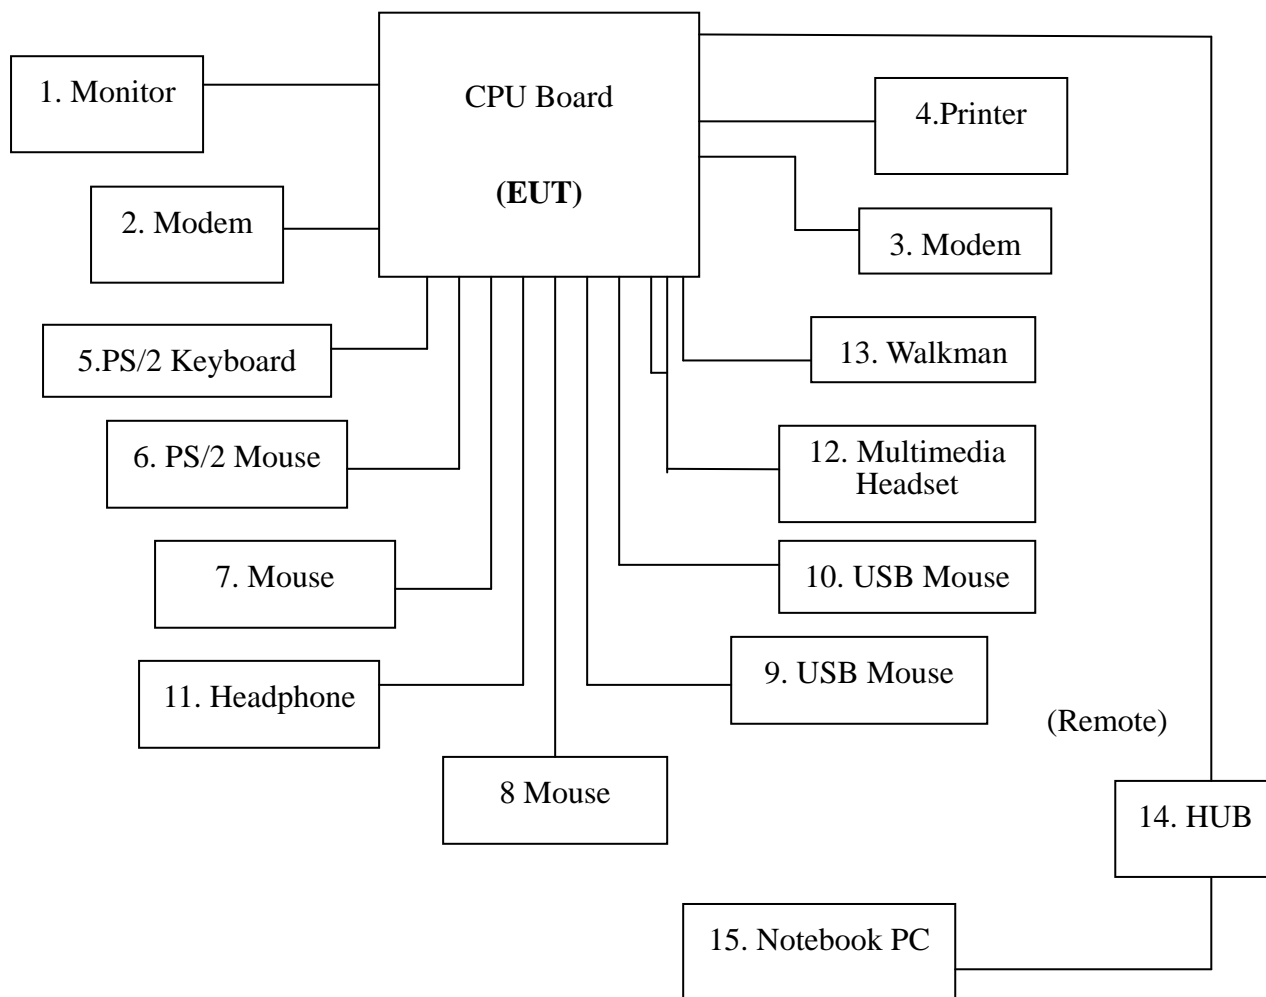 CPU Board
(EUT)
1. Monitor
4.Printer
2. Modem
3. Modem
5.PS/2 Keyboard
13. Walkman
6. PS/2 Mouse
12. Multimedia
Headset
7. Mouse
10. USB Mouse
11. Headphone
9. USB Mouse
(Remote)
8 Mouse
14. HUB
15. Notebook PC